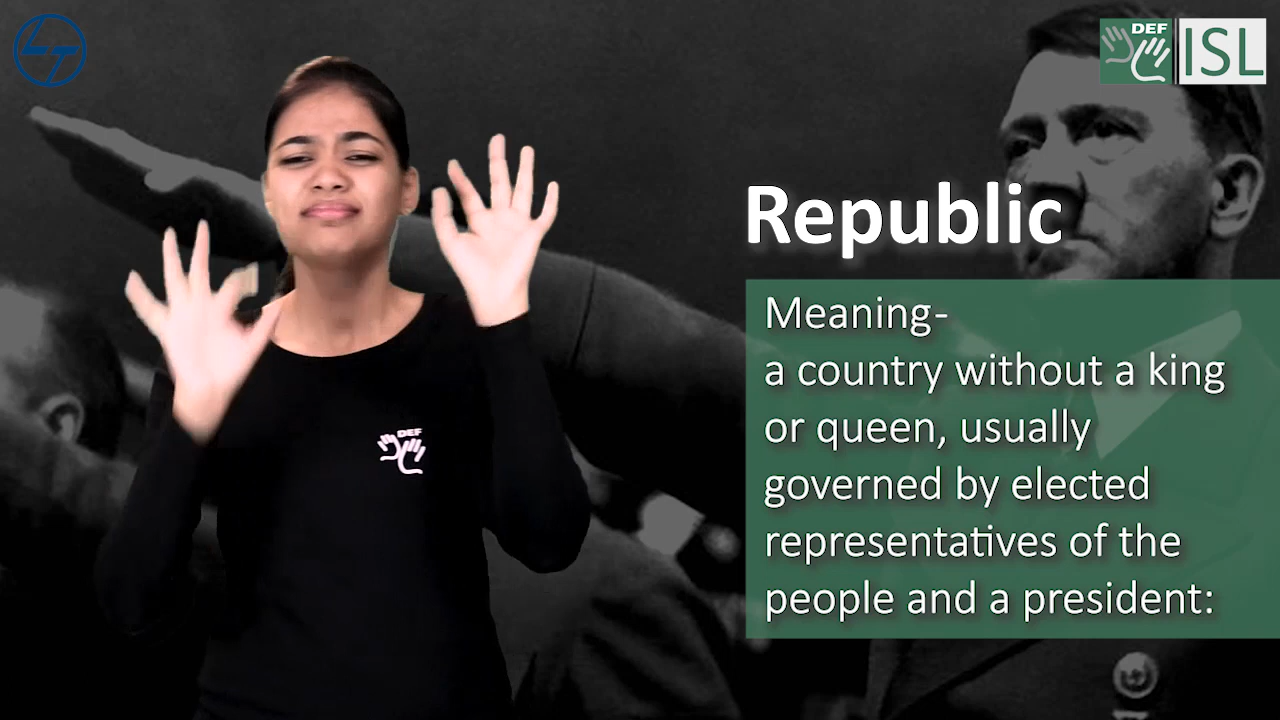 LT
DEF
ISL
Republic
Meaning-
a country without a king
or queen, usually
governed by elected
representatives of the
people and a president:
DEF